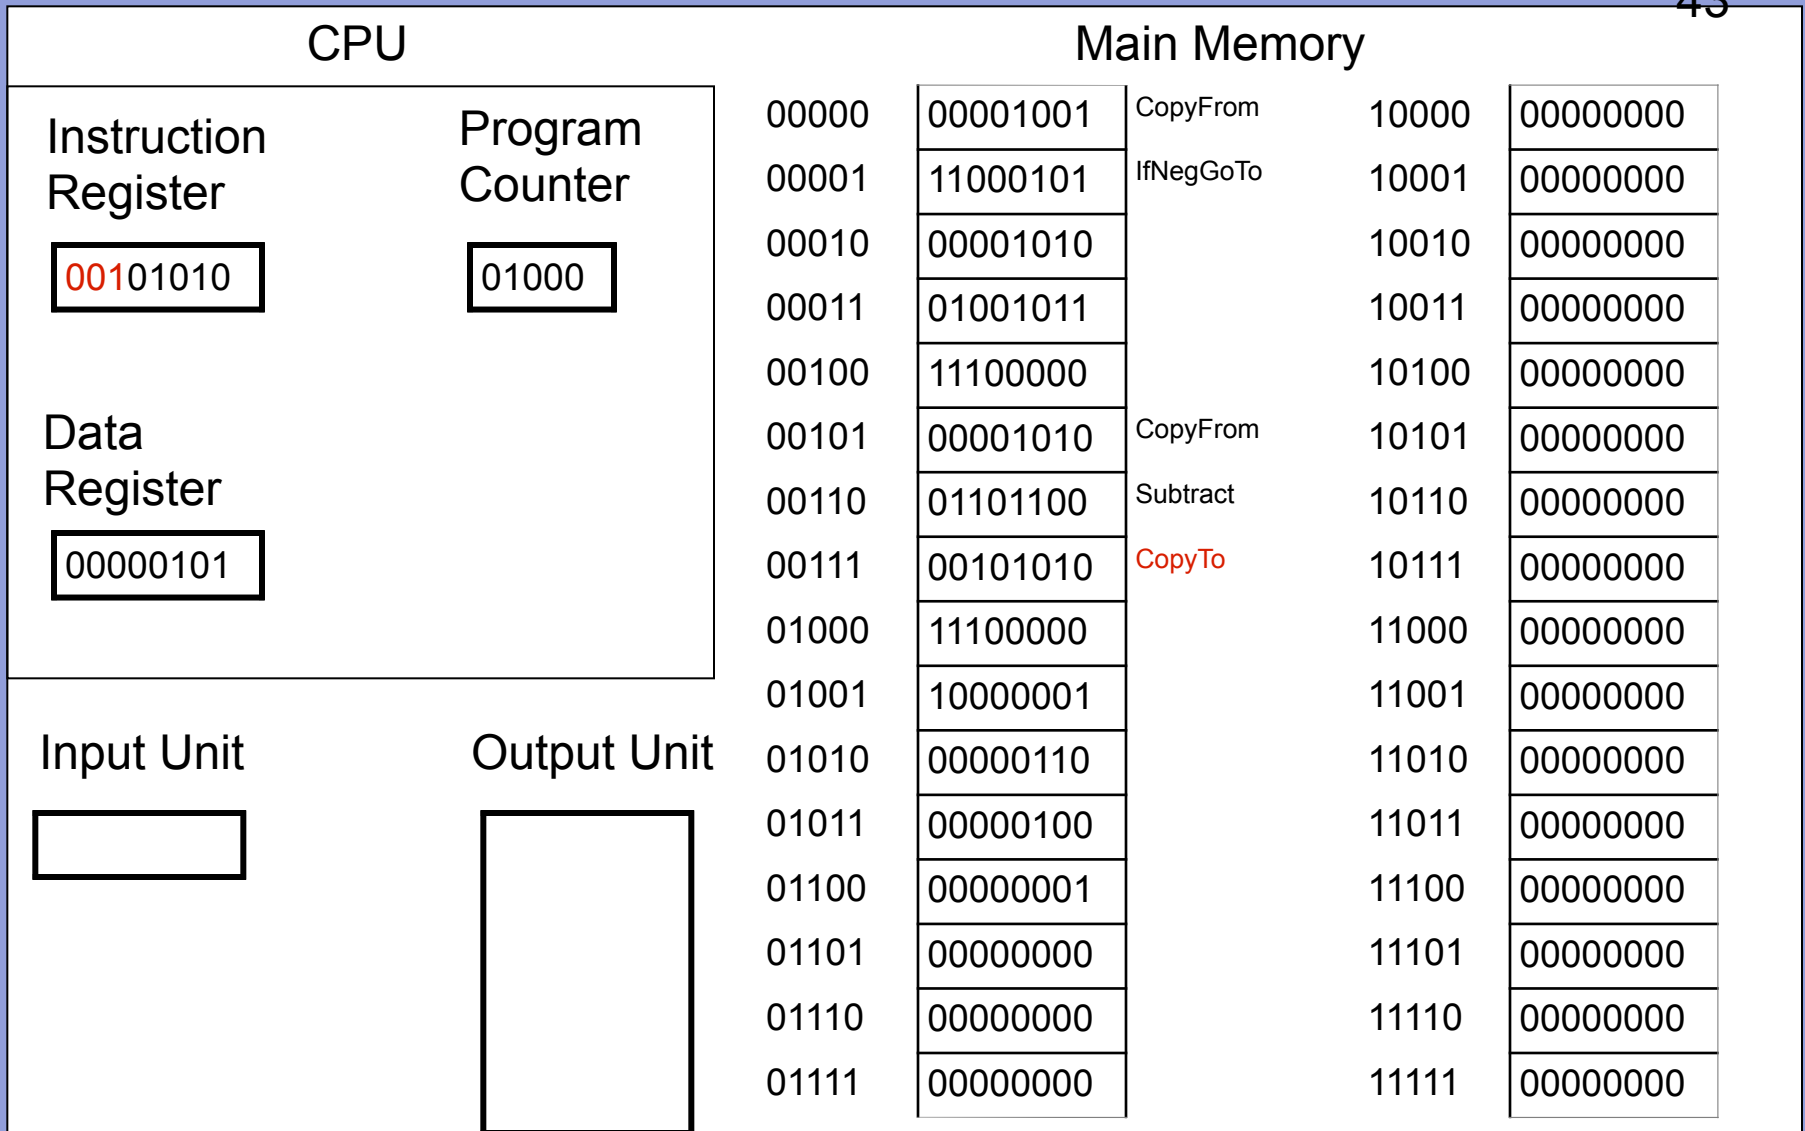 43
CPU
Main Memory
Instruction
Register
Program
Counter
00101010
01000
Data
Register
00000101
Input Unit
Output Unit
00000 00001001 CopyFrom 10000 00000000
00001 11000101 IfNegGoTo 10001 00000000
00010 00001010 10010 00000000
00011 01001011 10011 00000000
00100 11100000 10100 00000000
00101 00001010 CopyFrom 10101 00000000
00110 01101100 Subtract 10110 00000000
00111 00101010 CopyTo 10111 00000000
01000 11100000 11000 00000000
01001 10000001 11001 00000000
01010 00000110 11010 00000000
01011 00000100 11011 00000000
01100 00000001 11100 00000000
01101 00000000 11101 00000000
01110 00000000 11110 00000000
01111 00000000 11111 00000000